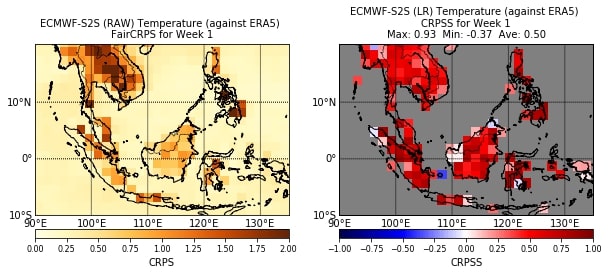 ECMWF-S2S (RAW) Temperature (against ERA5)
FairCRPS for Week 1
10°N
0°
10°S
90°E 100°E 110°E 120°E 130°E
0.00 0.25 0.50 0.75 1.00 1.25 1.50 1.75 2.00
CRPS
ECMWF-S2S (LR) Temperature (against ERA5)
CRPSS for Week 1
Max: 0.93 Min: -0.37 Ave: 0.50
10°N
0°
10°S
90°E 100°E 110°E 120°E 130°E
−1.00 −0.75 −0.50 −0.25 0.00 0.25 0.50 0.75 1.00
CRPSS